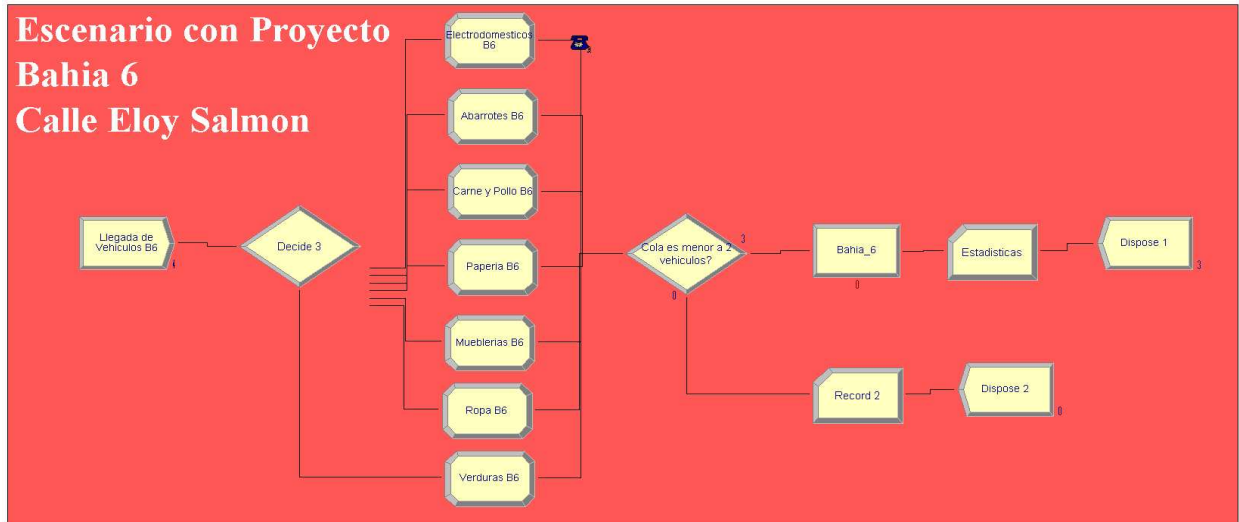 Escenario con Proyecto
Bahia 6
Calle Eloy Salmon
Llegada de
Vehiculos B6
4
Decide 3
Electrodomesticos
B6
Abarrotes B6
Carne y Pollo B6
Paperia B6
Mueblerias B6
Ropa B6
Verduras B6
Cola es menor a 2
vehiculos?
3
0
Bahia_6
0
Estadisticas
Dispose 1
3
Record 2
Dispose 2
0